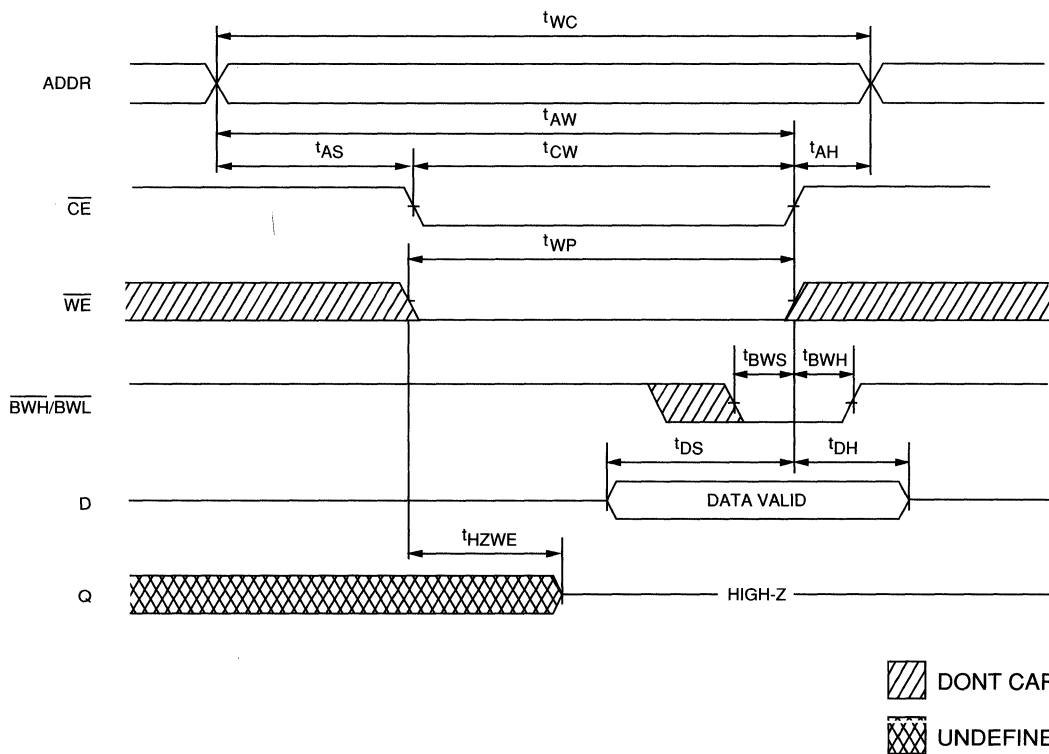 tWC
ADDR
tAW
tAS tCW tAH
CE
tWP
WE
tBWS tBWH
BWH/BWL
tDS tDH
D DATA VALID
tHZWE
Q HIGH-Z
DONT CAR
UNDEFINE